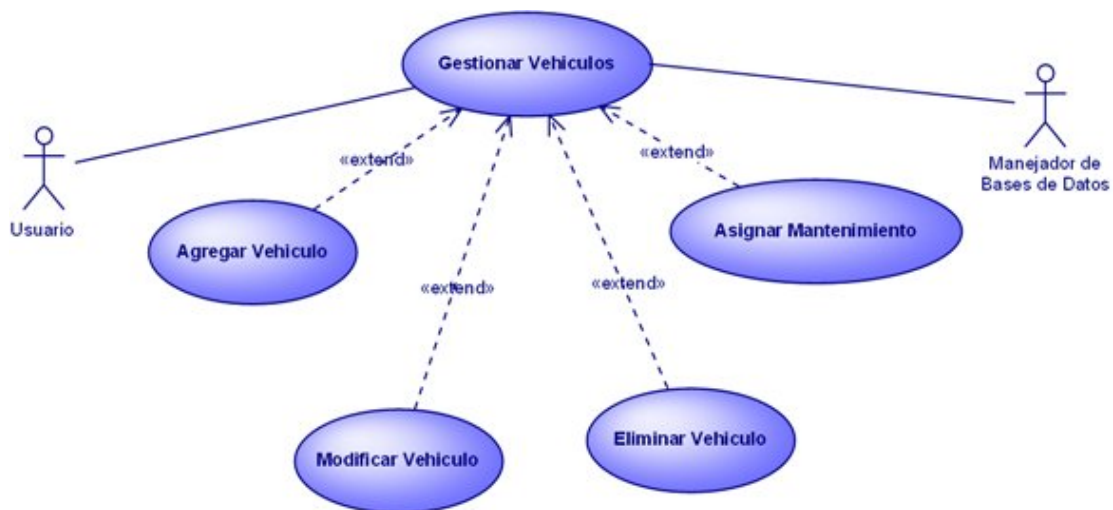 Gestionar Vehiculos
«extend»
«extend»
Manejador de
Bases de Datos
Usuario
Agregar Vehiculo
Asignar Mantenimiento
«extend»
«extend»
Modificar Vehiculo
Eliminar Vehiculo